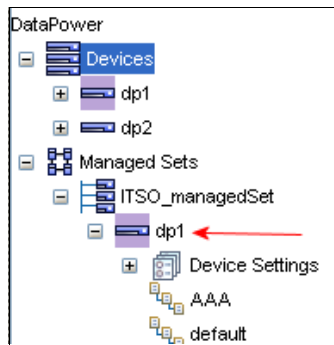 DataPower
Devices
dp1
dp2
Managed Sets
ITSO_managedSet
dp1
Device Settings
AAA
default